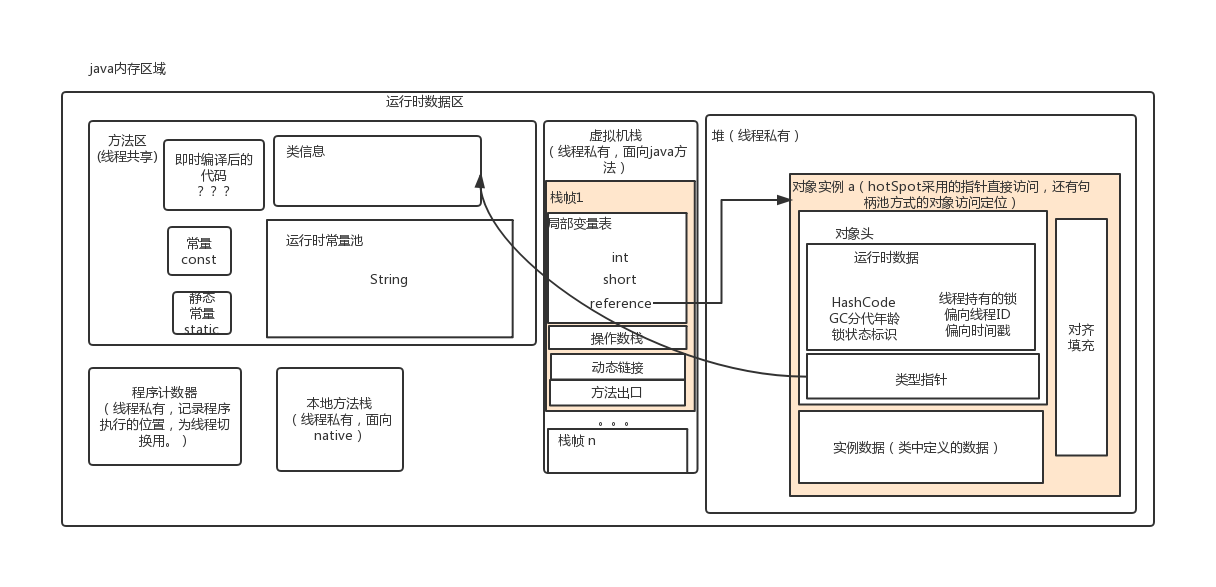 java内存区域
运行时数据区
方法区
(线程共享)
即时编译后的
代码
？？？
类信息
常量
const
静态
常量
static
运行时常量池
String
程序计数器
（线程私有，记录程序
执行的位置，为线程切
换用。）
本地方法栈
（线程私有，面向
native）
虚拟机栈
（线程私有，面向java方
法）
栈帧1
局部变量表
int
short
reference
操作数栈
动态链接
方法出口
。。。
栈帧 n
堆（线程私有）
对象实例 a（hotSpot采用的指针直接访问，还有句
柄池方式的对象访问定位）
对象头
运行时数据
HashCode
GC分代年龄
锁状态标识
线程持有的锁
偏向线程ID
偏向时间戳
类型指针
实例数据（类中定义的数据）
对齐
填充